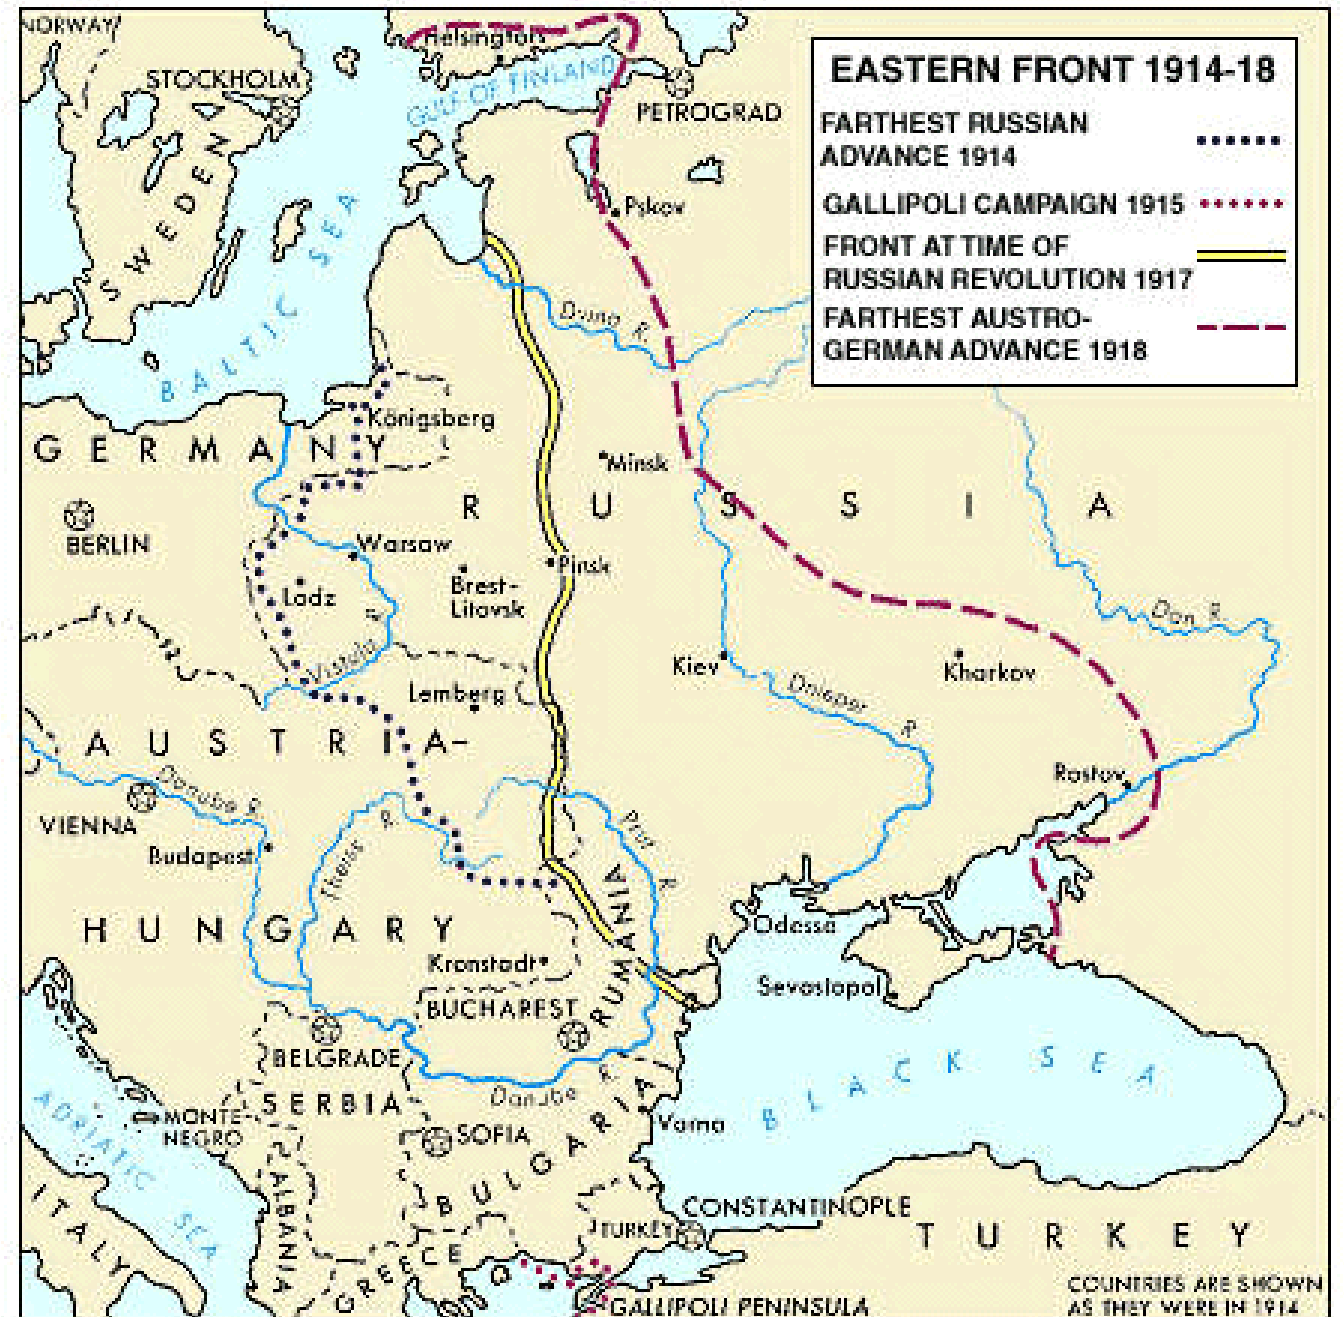 EASTERN FRONT 1914-18
FARTHEST RUSSIAN
ADVANCE 1914
GALLIPOLI CAMPAIGN 1915
FRONT AT TIME OF
RUSSIAN REVOLUTION 1917
FARTHEST AUSTRO-
GERMAN ADVANCE 1918
NORWAY
Helsingfors
STOCKHOLM
GULF OF FINLAND
PETROGRAD
SWEDEN
Pskov
BALTIC SEA
Dvina R.
Königsberg
GERMANY
Minsk
RUSSIA
BERLIN
Warsaw
Pinsk
Brest-
Litovsk
Lodz
Don R.
Vistula R.
Kiev
Kharkov
Lemberg
Dnieper R.
AUSTRIA-
Rostov
Danube R.
VIENNA
Budapest
Theiss R.
Prut R.
HUNGARY
RUMANIA
Odessa
Kronstadt
Sevastopol
BUCHAREST
BELGRADE
BLACK SEA
Danube R.
SERBIA
ADRIATIC SEA
MONTE-
NEGRO
Varna
SOFIA
BULGARIA
ALBANIA
ITALY
CONSTANTINOPLE
TURKEY
TURKEY
GREECE
GALLIPOLI PENINSULA
COUNTRIES ARE SHOWN
AS THEY WERE IN 1914